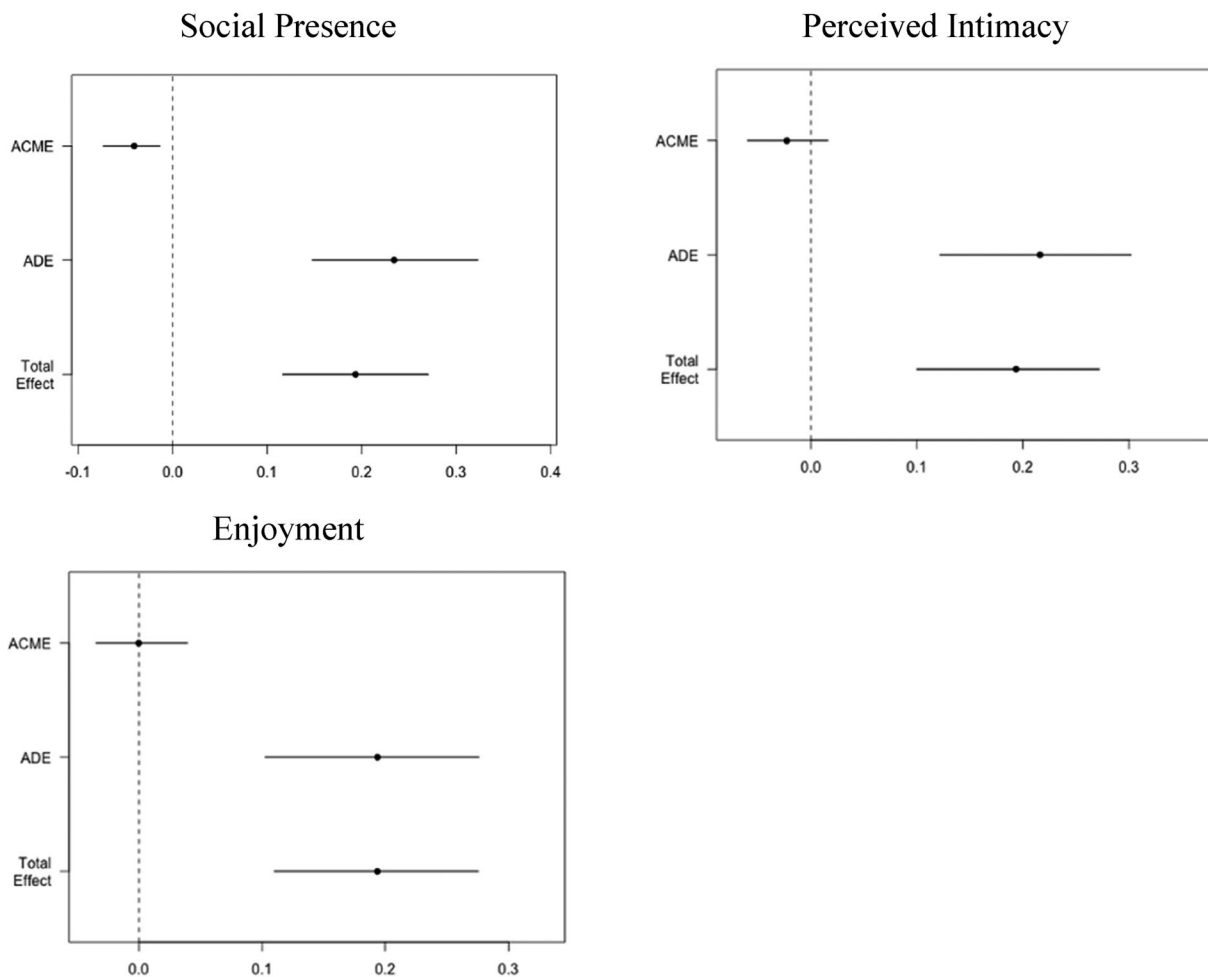 Social Presence
ACME
ADE
Total
Effect
-0.1 0.0 0.1 0.2 0.3 0.4
Perceived Intimacy
ACME
ADE
Total
Effect
0.0 0.1 0.2 0.3
Enjoyment
ACME
ADE
Total
Effect
0.0 0.1 0.2 0.3